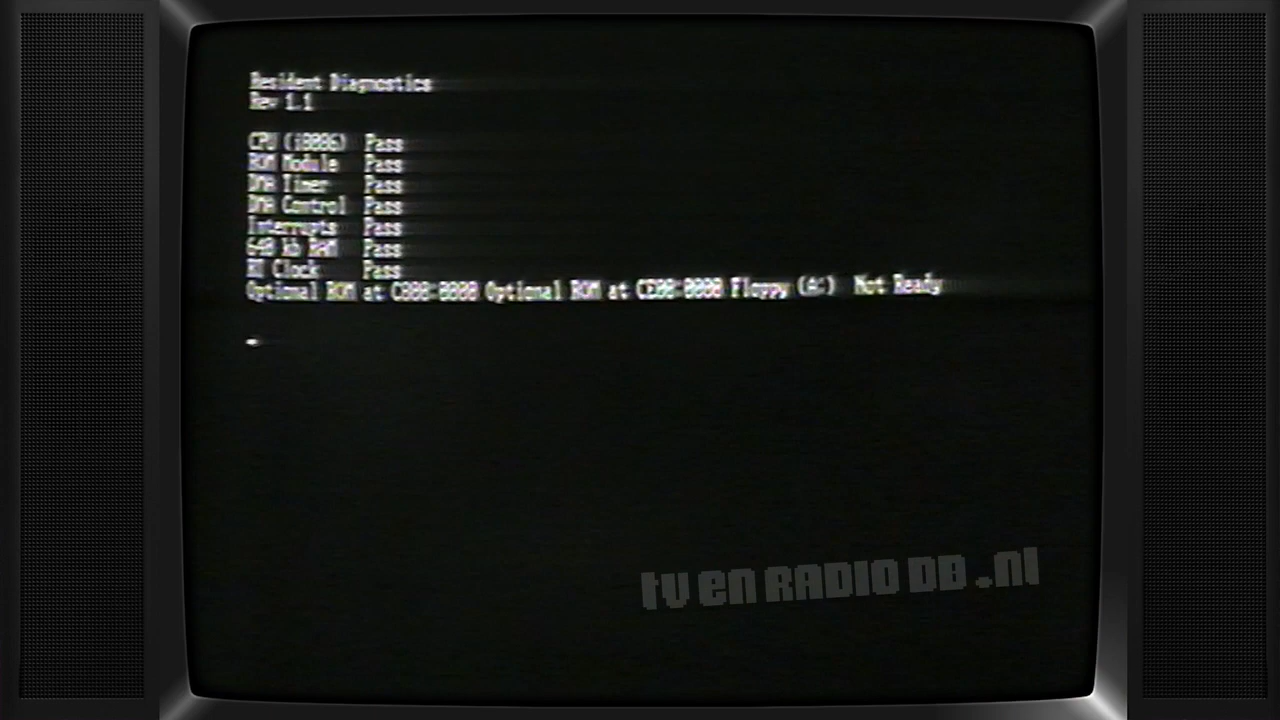 Resident Diagnostics
Rev 1.1
CPU (i8086) Pass
ROM Module Pass
DMA Timer Pass
DMA Control Pass
Interrupts Pass
640 kb RAM Pass
RT Clock Pass
Optional ROM at C800:0000 Optional ROM at CE00:0000 Floppy (A:) Not Ready
tv en RADIO DB .nl